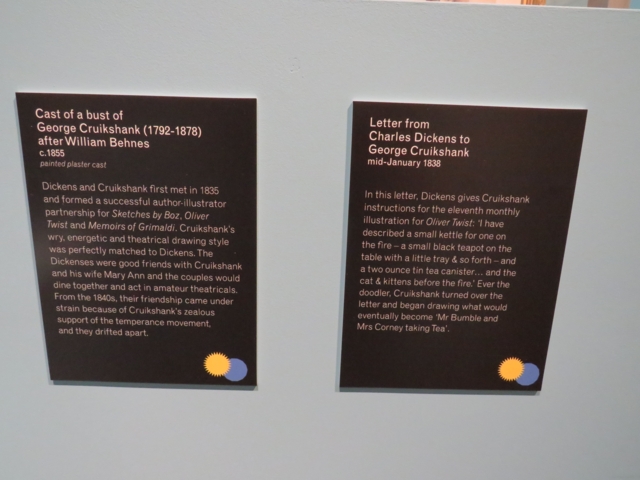 Cast of a bust of
George Cruikshank (1792-1878)
after William Behnes
c.1855
painted plaster cast
Dickens and Cruikshank first met in 1835
and formed a successful author-illustrator
partnership for Sketches by Boz, Oliver
Twist and Memoirs of Grimaldi. Cruikshank's
wry, energetic and theatrical drawing style
was perfectly matched to Dickens. The
Dickenses were good friends with Cruikshank
and his wife Mary Ann and the couples would
dine together and act in amateur theatricals.
From the 1840s, their friendship came under
strain because of Cruikshank's zealous
support of the temperance movement,
and they drifted apart.
Letter from
Charles Dickens to
George Cruikshank
mid-January 1838
In this letter, Dickens gives Cruikshank
instructions for the eleventh monthly
illustration for Oliver Twist: 'I have
described a small kettle for one on
the fire – a small black teapot on the
table with a little tray & so forth – and
a two ounce tin tea canister... and the
cat & kittens before the fire.' Ever the
doodler, Cruikshank turned over the
letter and began drawing what would
eventually become 'Mr Bumble and
Mrs Corney taking Tea'.